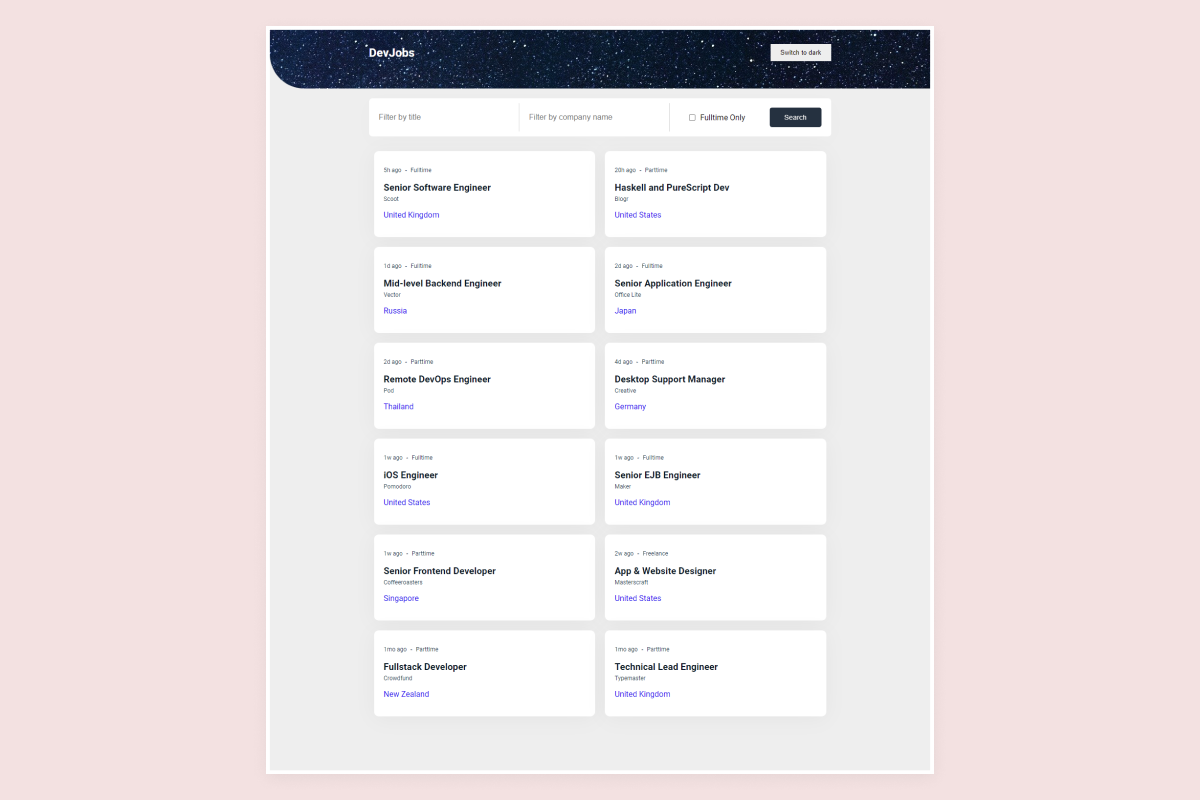 DevJobs
Switch to dark
Filter by title
Filter by company name
Fulltime Only
Search
5h ago • Fulltime
Senior Software Engineer
Scoot
United Kingdom
20h ago • Parttime
Haskell and PureScript Dev
Blogr
United States
1d ago • Fulltime
Mid-level Backend Engineer
Vector
Russia
2d ago • Fulltime
Senior Application Engineer
Office Lite
Japan
2d ago • Parttime
Remote DevOps Engineer
Pod
Thailand
4d ago • Parttime
Desktop Support Manager
Creative
Germany
1w ago • Fulltime
iOS Engineer
Pomodoro
United States
1w ago • Fulltime
Senior EJB Engineer
Maker
United Kingdom
1w ago • Parttime
Senior Frontend Developer
Coffeeroasters
Singapore
2w ago • Freelance
App & Website Designer
Mastercraft
United States
1mo ago • Parttime
Fullstack Developer
Crowdfund
New Zealand
1mo ago • Parttime
Technical Lead Engineer
Typemaster
United Kingdom